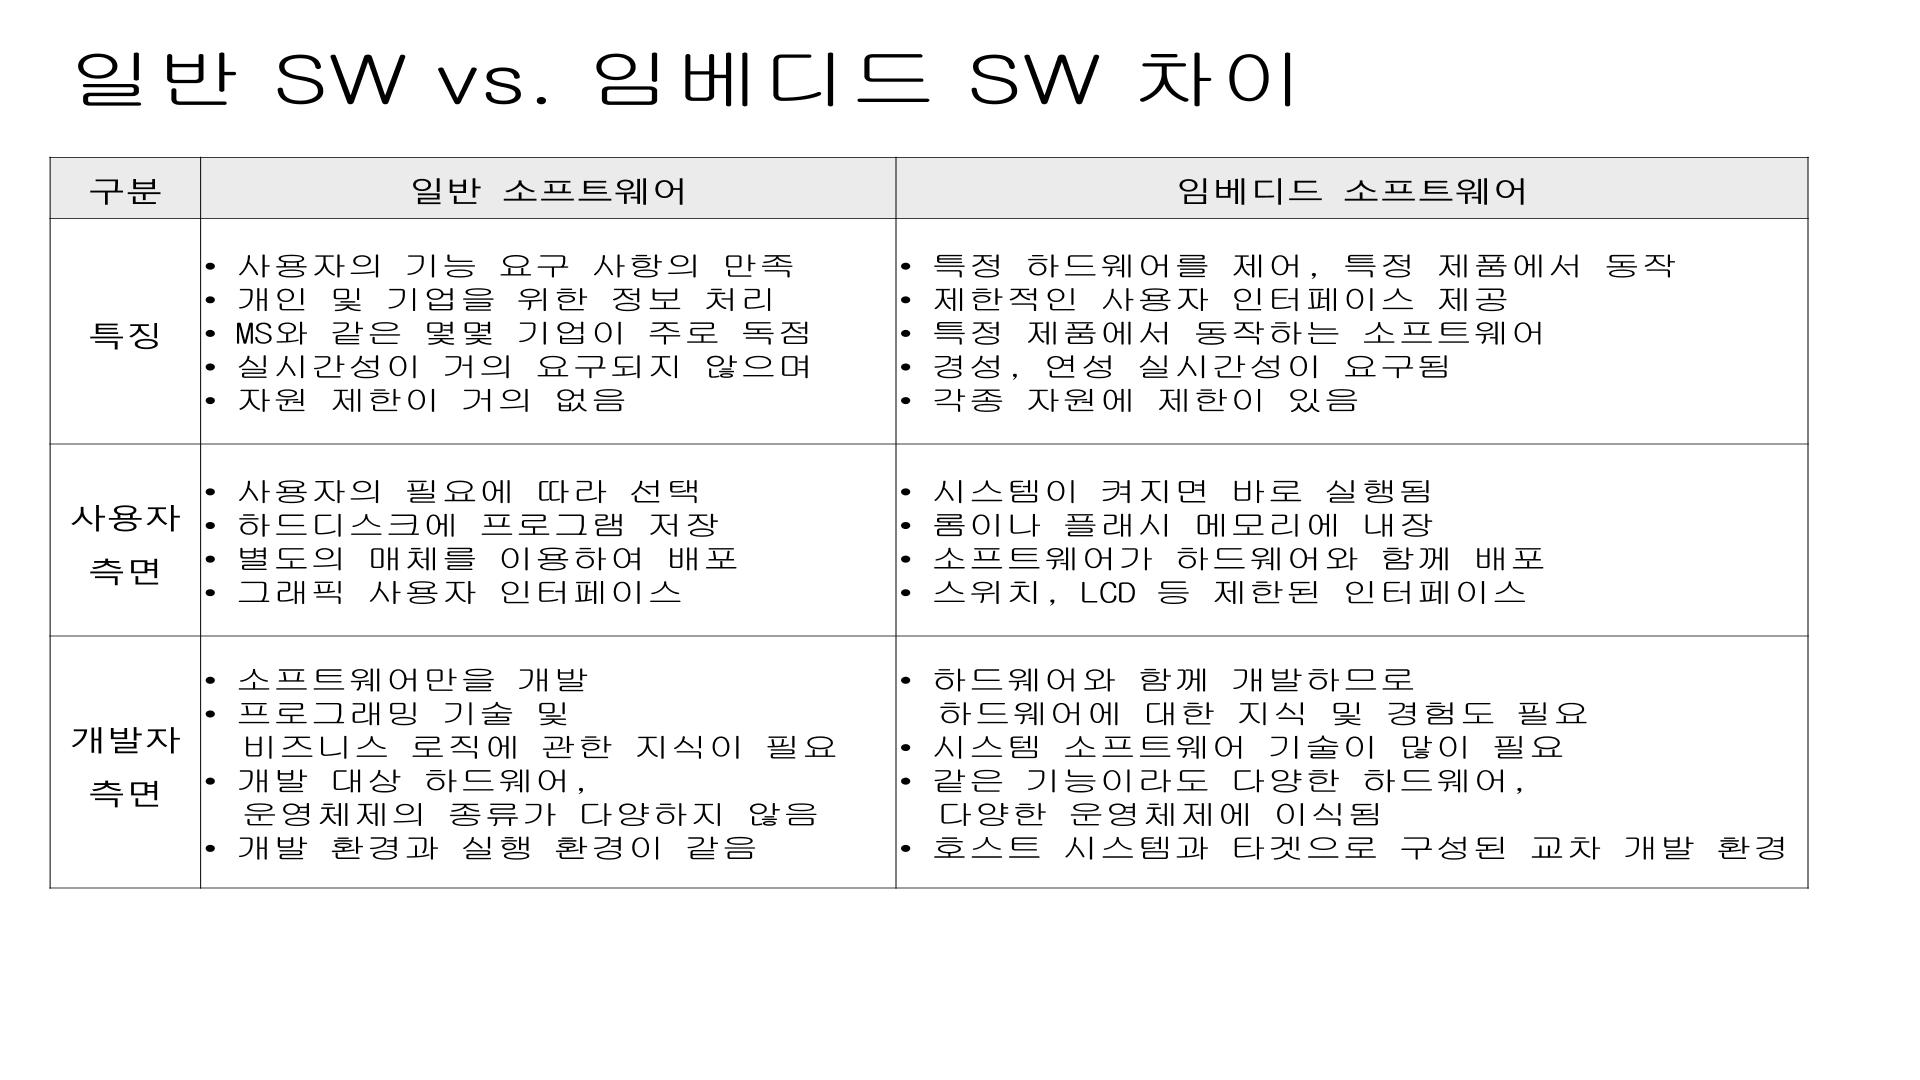 일반 SW vs. 임베디드 SW 차이
구분
일반 소프트웨어
임베디드 소프트웨어
특징
• 사용자의 기능 요구 사항의 만족
• 개인 및 기업을 위한 정보 처리
• MS와 같은 몇몇 기업이 주로 독점
• 실시간성이 거의 요구되지 않으며
• 자원 제한이 거의 없음
• 특정 하드웨어를 제어, 특정 제품에서 동작
• 제한적인 사용자 인터페이스 제공
• 특정 제품에서 동작하는 소프트웨어
• 경성, 연성 실시간성이 요구됨
• 각종 자원에 제한이 있음
사용자
측면
• 사용자의 필요에 따라 선택
• 하드디스크에 프로그램 저장
• 별도의 매체를 이용하여 배포
• 그래픽 사용자 인터페이스
• 시스템이 켜지면 바로 실행됨
• 롬이나 플래시 메모리에 내장
• 소프트웨어가 하드웨어와 함께 배포
• 스위치, LCD 등 제한된 인터페이스
개발자
측면
• 소프트웨어만을 개발
• 프로그래밍 기술 및
비즈니스 로직에 관한 지식이 필요
• 개발 대상 하드웨어,
운영체제의 종류가 다양하지 않음
• 개발 환경과 실행 환경이 같음
• 하드웨어와 함께 개발하므로
하드웨어에 대한 지식 및 경험도 필요
• 시스템 소프트웨어 기술이 많이 필요
• 같은 기능이라도 다양한 하드웨어,
다양한 운영체제에 이식됨
• 호스트 시스템과 타겟으로 구성된 교차 개발 환경